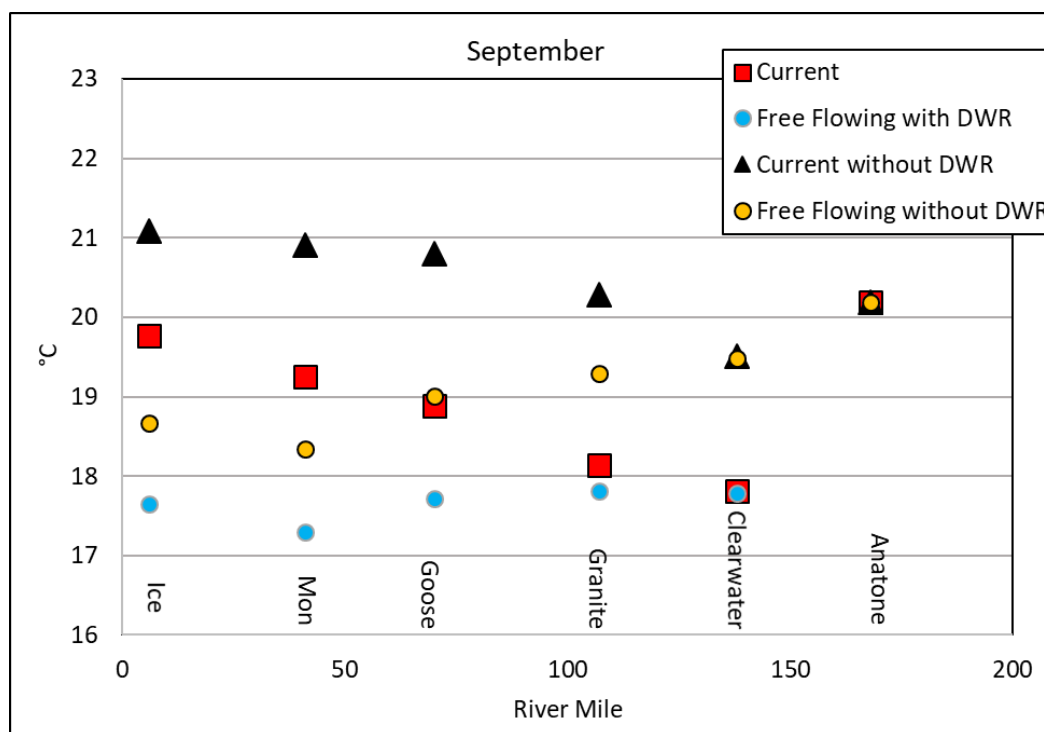 September
Current
Free Flowing with DWR
Current without DWR
Free Flowing without DWR
23
22
21
20
19
18
17
16
°C
Ice
Mon
Goose
Granite
Clearwater
Anatone
0
50
100
150
200
River Mile